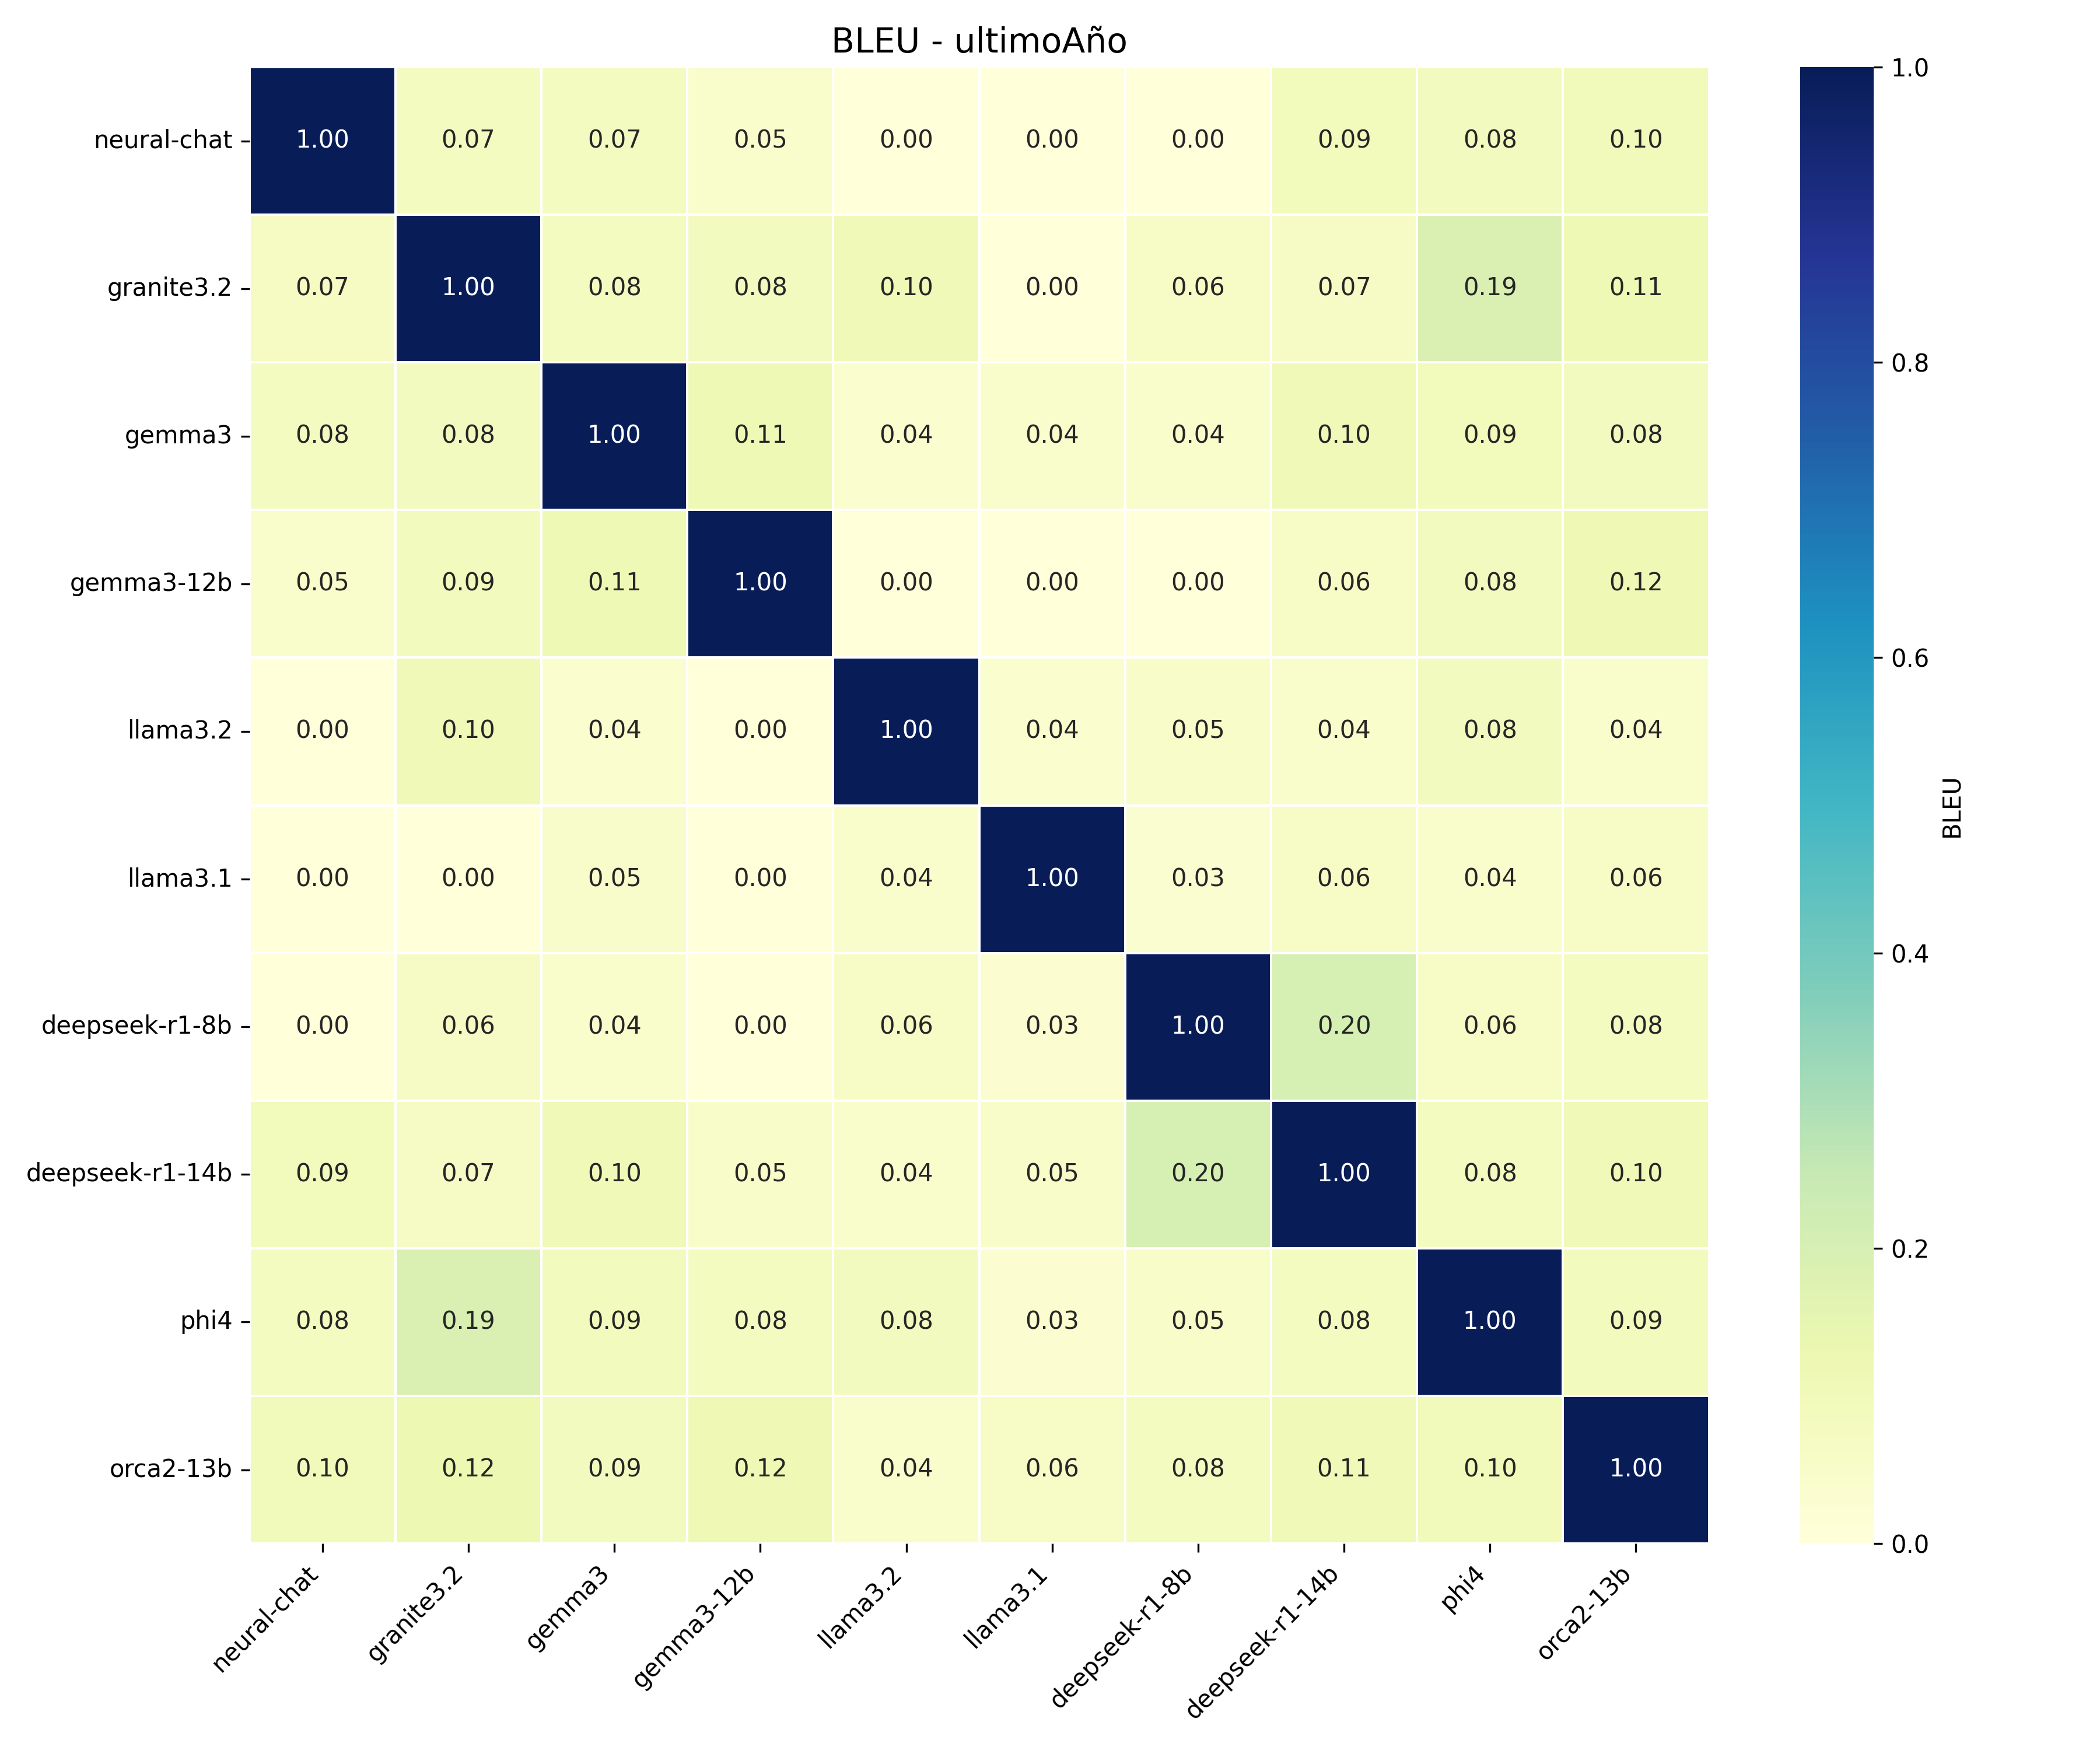 BLEU - ultimoAño
neural-chat 1.00 0.07 0.07 0.05 0.00 0.00 0.00 0.09 0.08 0.10
granite3.2 0.07 1.00 0.08 0.08 0.10 0.00 0.06 0.07 0.19 0.11
gemma3 0.08 0.08 1.00 0.11 0.04 0.04 0.04 0.10 0.09 0.08
gemma3-12b 0.05 0.09 0.11 1.00 0.00 0.00 0.00 0.06 0.08 0.12
llama3.2 0.00 0.10 0.04 0.00 1.00 0.04 0.05 0.04 0.08 0.04
llama3.1 0.00 0.00 0.05 0.00 0.04 1.00 0.03 0.06 0.04 0.06
deepseek-r1-8b 0.00 0.06 0.04 0.00 0.06 0.03 1.00 0.20 0.06 0.08
deepseek-r1-14b 0.09 0.07 0.10 0.05 0.04 0.05 0.20 1.00 0.08 0.10
phi4 0.08 0.19 0.09 0.08 0.08 0.03 0.05 0.08 1.00 0.09
orca2-13b 0.10 0.12 0.09 0.12 0.04 0.06 0.08 0.11 0.10 1.00
neural-chat granite3.2 gemma3 gemma3-12b llama3.2 llama3.1 deepseek-r1-8b deepseek-r1-14b phi4 orca2-13b
1.0
0.8
0.6
0.4
0.2
0.0
BLEU